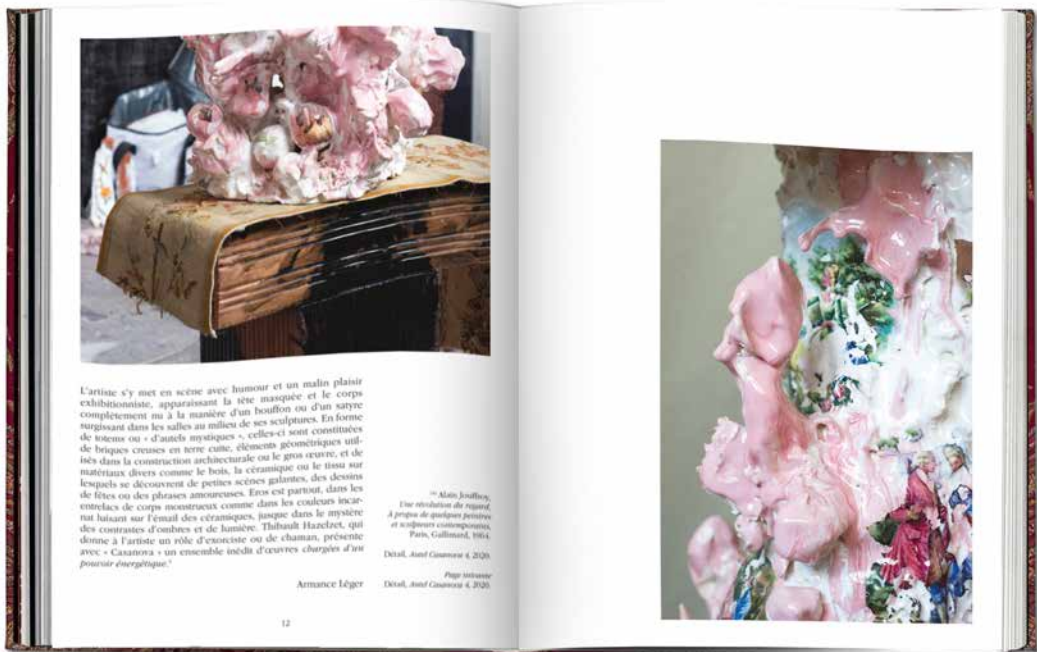 L'artiste s'y met en scène avec humour et un malin plaisir
exhibitionniste, apparaissant la tête masquée et le corps
complètement nu à la manière d'un bouffon ou d'un satyre
surgissant dans les salles au milieu de ses sculptures. En forme
de totems ou « d'autels mystiques », celles-ci sont constituées
de briques creuses en terre cuite, éléments géométriques util-
isés dans la construction architecturale ou le gros œuvre, et de
matériaux divers comme le bois, la céramique ou le tissu sur
lesquels se découvrent de petites scènes galantes, des dessins
de fêtes ou des phrases amoureuses. Eros est partout, dans les
entrelacs de corps monstrueux comme dans les couleurs incar-
nat luisant sur l'émail des céramiques, jusque dans le mystère
des contrastes d'ombres et de lumière. Thibault Hazelzet, qui
donne à l'artiste un rôle d'exorciste ou de chaman, présente
avec « Casanova » un ensemble inédit d'œuvres chargées d'un
pouvoir énergétique.
Armance Léger
Alain Jouffroy,
Une révolution du regard,
À propos de quelques peintres
et sculpteurs contemporains,
Paris, Gallimard, 1964.
Détail, Autel Casanova 4, 2020.
Page suivante
Détail, Autel Casanova 4, 2020.
12